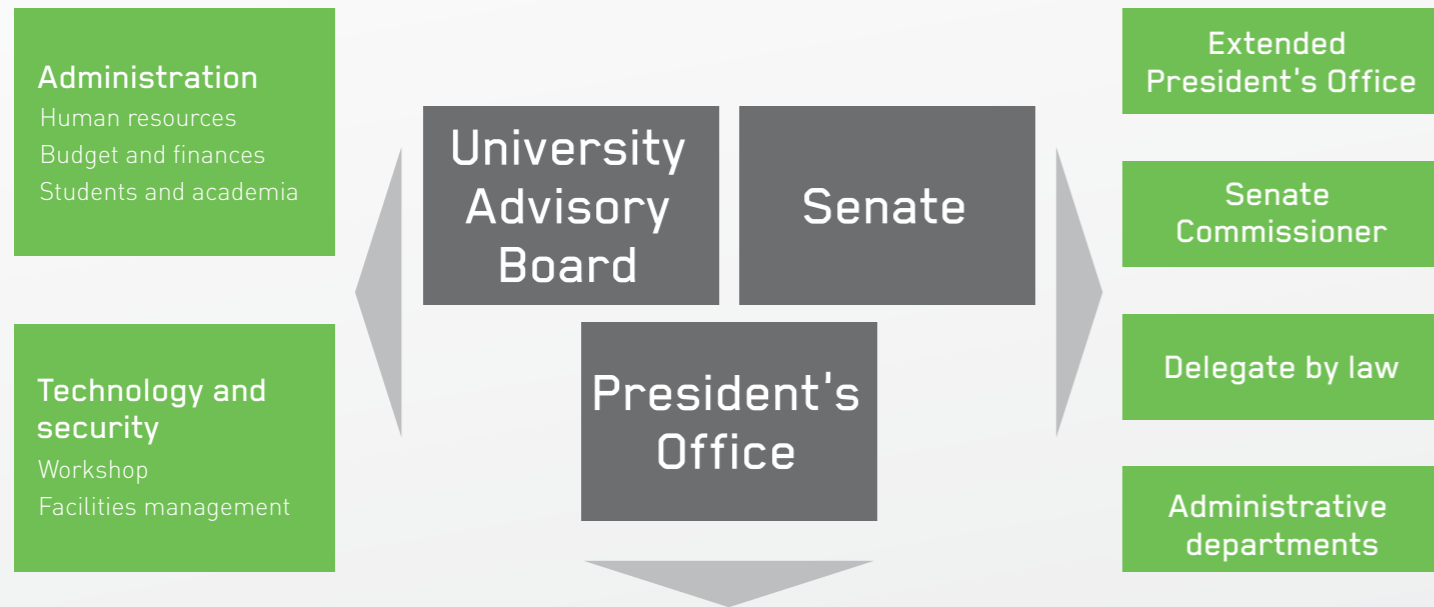 Administration
Human resources
Budget and finances
Students and academia
Technology and
security
Workshop
Facilities management
University
Advisory
Board
Senate
President's
Office
Extended
President's Office
Senate
Commissioner
Delegate by law
Administrative
departments